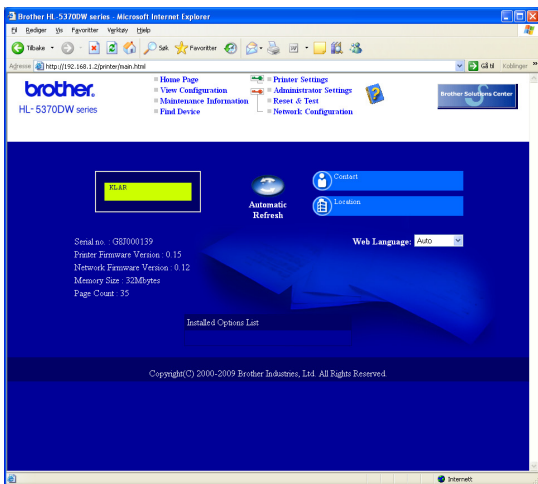 Brother HL-5370DW series - Microsoft Internet Explorer
Fil Rediger Vis Favoritter Verktøy Hjelp
Tilbake Søk Favoritter
Adresse http://192.168.1.2/printer/main.html Gå til Koblinger »
brother.
HL-5370DW series
Home Page
View Configuration
Maintenance Information
Find Device
Printer Settings
Administrator Settings
Reset & Test
Network Configuration
Brother Solutions Center
KLAR
Automatic
Refresh
Contact
Location
Serial no. : G8J000139
Printer Firmware Version : 0.15
Network Firmware Version : 0.12
Memory Size : 32Mbytes
Page Count : 35
Web Language: Auto
Installed Options List
Copyright(C) 2000-2009 Brother Industries, Ltd. All Rights Reserved.
Internett